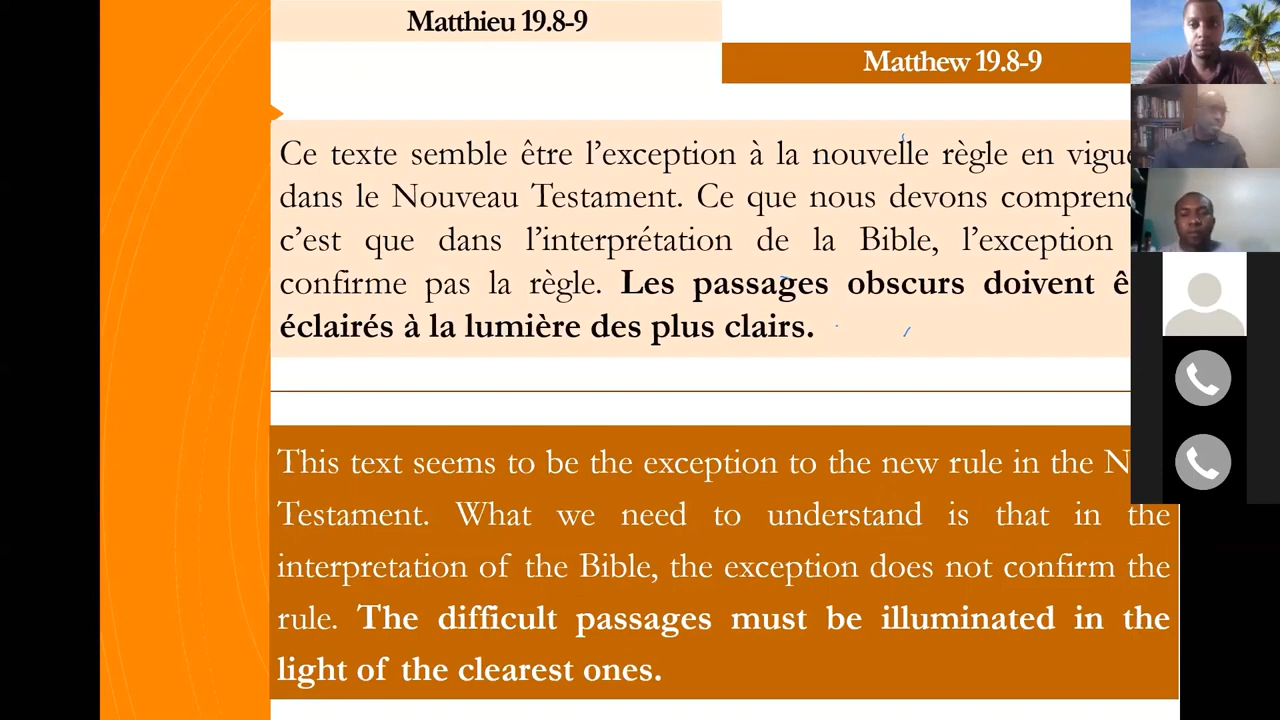 Matthieu 19.8-9
Matthew 19.8-9
Ce texte semble être l’exception à la nouvelle règle en vigue
dans le Nouveau Testament. Ce que nous devons comprend
c’est que dans l’interprétation de la Bible, l’exception
confirme pas la règle. Les passages obscurs doivent ê
éclairés à la lumière des plus clairs.
This text seems to be the exception to the new rule in the N
Testament. What we need to understand is that in the
interpretation of the Bible, the exception does not confirm the
rule. The difficult passages must be illuminated in the
light of the clearest ones.